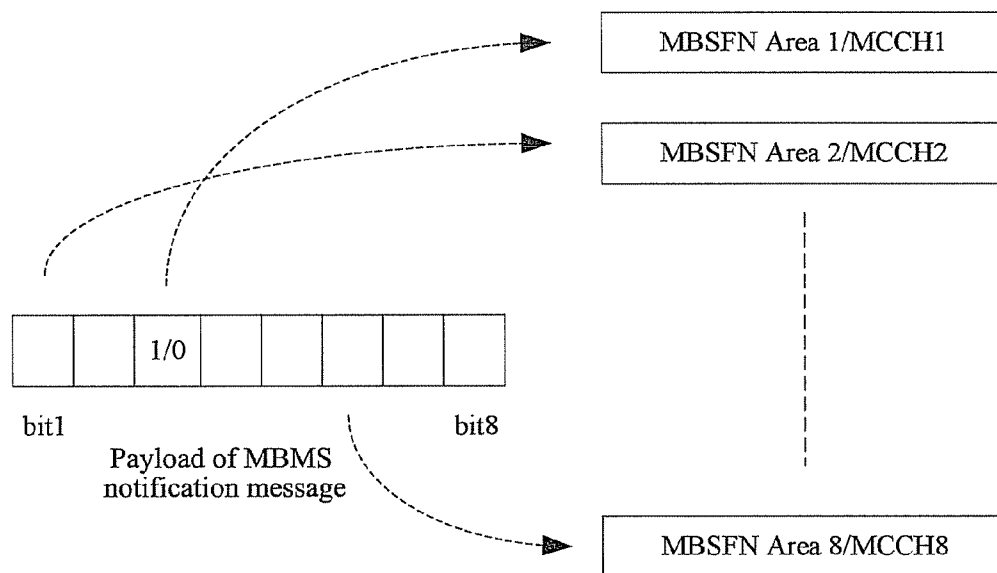 MBSFN Area 1/MCCH1
MBSFN Area 2/MCCH2
1/0
bit1
bit8
Payload of MBMS
notification message
MBSFN Area 8/MCCH8